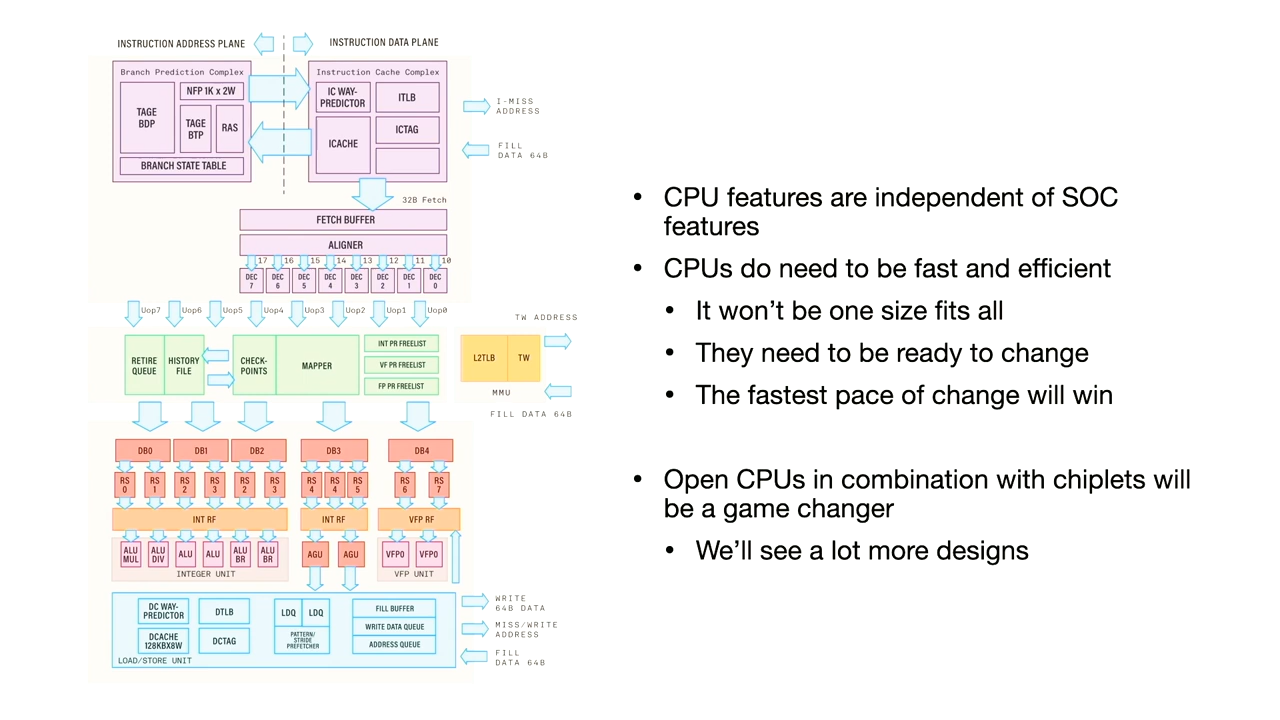 INSTRUCTION ADDRESS PLANE
INSTRUCTION DATA PLANE
Branch Prediction Complex
TAGE
BDP
NFP 1K x 2W
TAGE
BTP
RAS
BRANCH STATE TABLE
Instruction Cache Complex
IC WAY-
PREDICTOR
ITLB
ICACHE
ICTAG
I-MISS
ADDRESS
FILL
DATA 64B
32B Fetch
FETCH BUFFER
ALIGNER
17 16 15 14 13 12 11 10
DEC
7
DEC
6
DEC
5
DEC
4
DEC
3
DEC
2
DEC
1
DEC
0
Uop7 Uop6 Uop5 Uop4 Uop3 Uop2 Uop1 Uop0
TW ADDRESS
RETIRE
QUEUE
HISTORY
FILE
CHECK-
POINTS
MAPPER
INT PR FREELIST
VF PR FREELIST
FP PR FREELIST
L2TLB
TW
MMU
FILL DATA 64B
DB0
DB1
DB2
DB3
DB4
RS
0
RS
1
RS
2
RS
3
RS
2
RS
3
RS
4
RS
4
RS
5
RS
6
RS
7
INT RF
INT RF
VFP RF
ALU
MUL
ALU
DIV
ALU
ALU
ALU
BR
ALU
BR
AGU
AGU
VFP0
VFP0
INTEGER UNIT
VFP UNIT
DC WAY-
PREDICTOR
DTLB
DCACHE
128KBX8W
DCTAG
LDQ
LDQ
PATTERN/
STRIDE
PREFETCHER
FILL BUFFER
WRITE DATA QUEUE
ADDRESS QUEUE
LOAD/STORE UNIT
WRITE
64B DATA
MISS/WRITE
ADDRESS
FILL
DATA 64B
• CPU features are independent of SOC
features
• CPUs do need to be fast and efficient
• It won’t be one size fits all
• They need to be ready to change
• The fastest pace of change will win
• Open CPUs in combination with chiplets will
be a game changer
• We’ll see a lot more designs